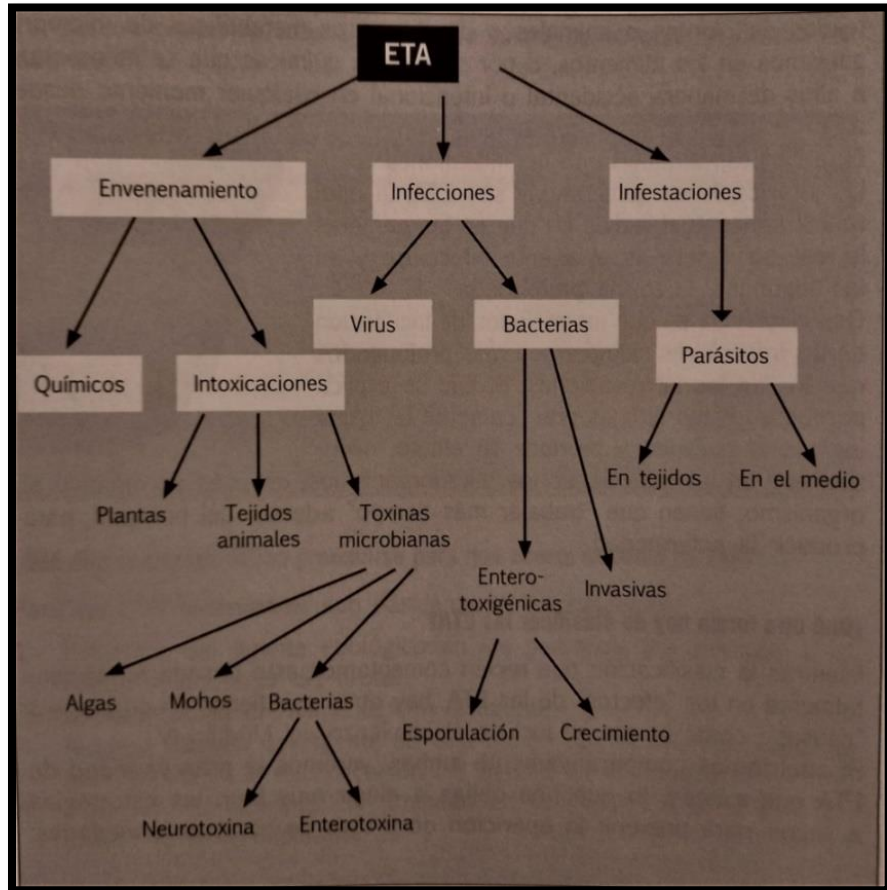 ETA
Envenenamiento
Infecciones
Infestaciones
Virus
Bacterias
Parásitos
Químicos
Intoxicaciones
En tejidos
En el medio
Plantas
Tejidos
animales
Toxinas
microbianas
Entero-
toxigénicas
Invasivas
Algas
Mohos
Bacterias
Esporulación
Crecimiento
Neurotoxina
Enterotoxina